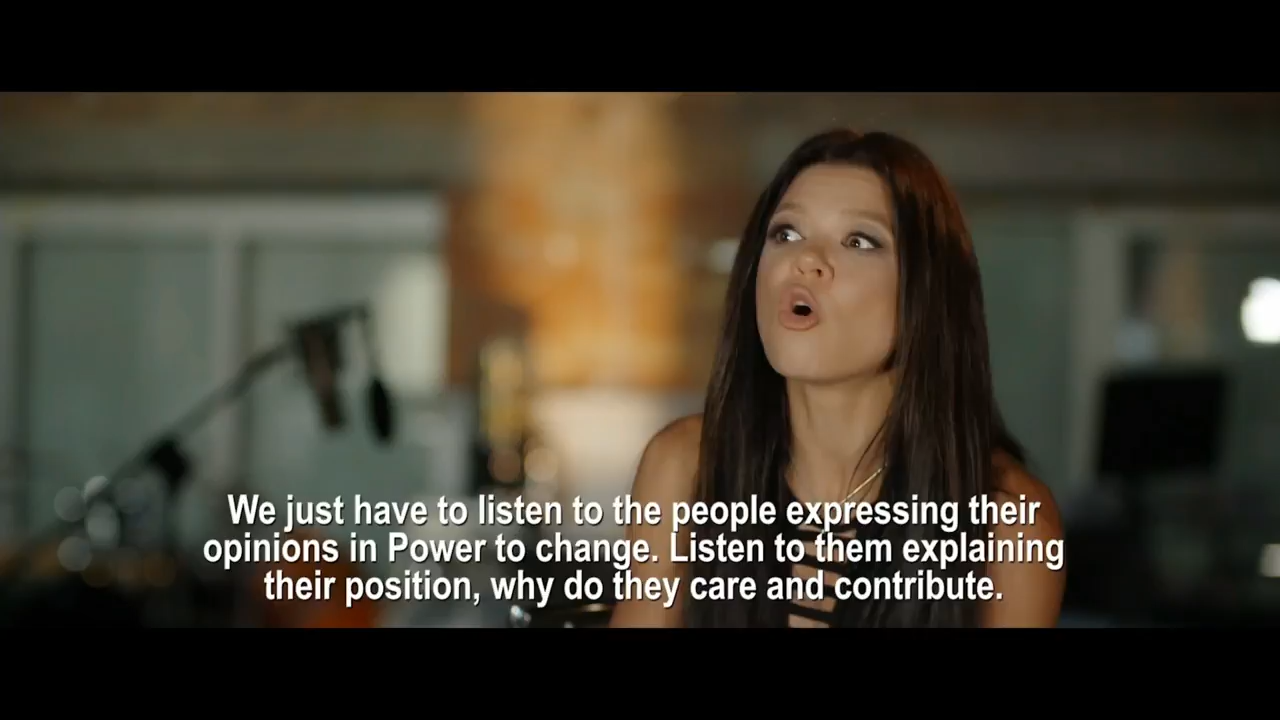 We just have to listen to the people expressing their
opinions in Power to change. Listen to them explaining
their position, why do they care and contribute.